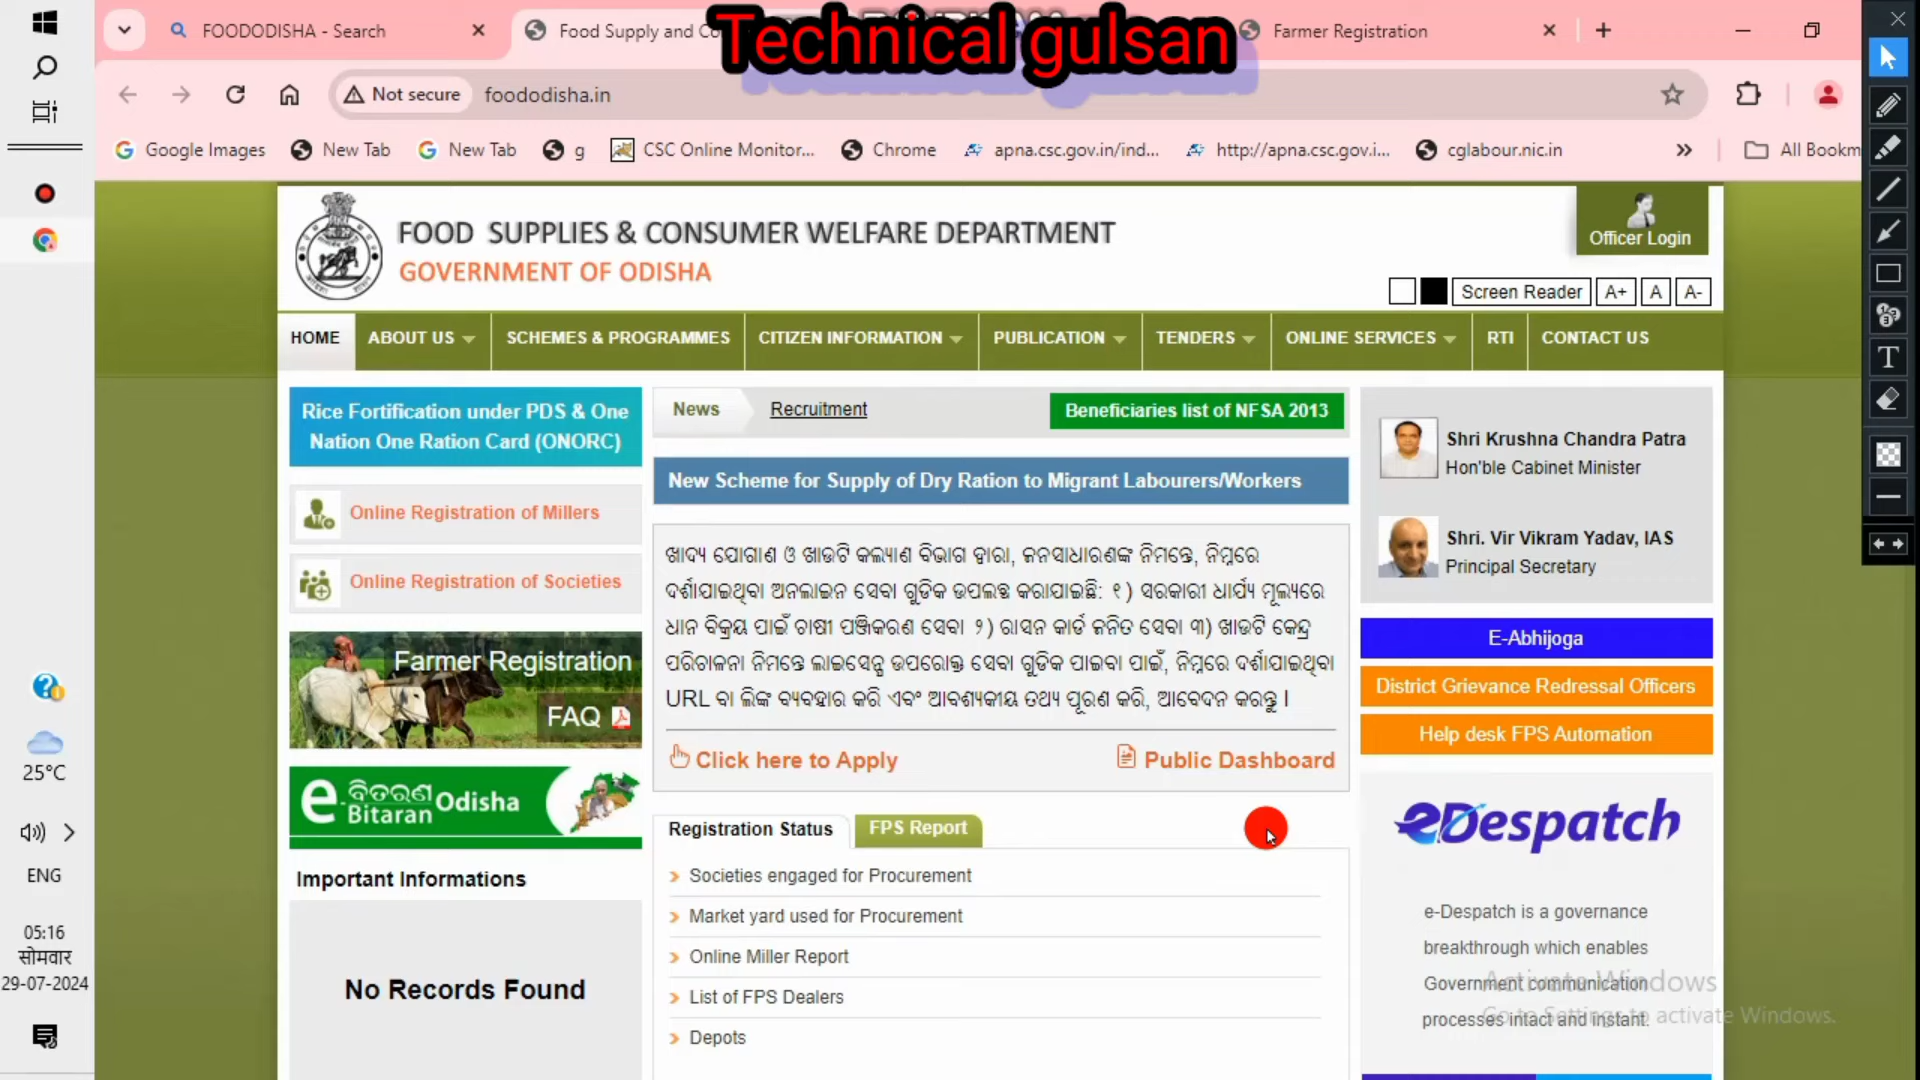 FOODODISHA - Search
Food Supply and Co
Technical gulsan
Farmer Registration
Not secure
foododisha.in
Google Images
New Tab
New Tab
g
CSC Online Monitor...
Chrome
apna.csc.gov.in/ind...
http://apna.csc.gov.i...
cglabour.nic.in
All Bookm
FOOD SUPPLIES & CONSUMER WELFARE DEPARTMENT
GOVERNMENT OF ODISHA
Officer Login
Screen Reader
A+
A
A-
HOME
ABOUT US
SCHEMES & PROGRAMMES
CITIZEN INFORMATION
PUBLICATION
TENDERS
ONLINE SERVICES
RTI
CONTACT US
Rice Fortification under PDS & One
Nation One Ration Card (ONORC)
Online Registration of Millers
Online Registration of Societies
Farmer Registration
FAQ
e-ବିତରଣ
Bitaran
Odisha
Important Informations
No Records Found
News
Recruitment
Beneficiaries list of NFSA 2013
New Scheme for Supply of Dry Ration to Migrant Labourers/Workers
ଖାଦ୍ୟ ଯୋଗାଣ ଓ ଖାଉଟି କଲ୍ୟାଣ ବିଭାଗ ଦ୍ଵାରା, ଜନସାଧାରଣଙ୍କ ନିମନ୍ତେ, ନିମ୍ନରେ
ଦର୍ଶାଯାଇଥିବା ଅନଲାଇନ ସେବା ଗୁଡିକ ଉପଲବ୍ଧ କରାଯାଇଛି: ୧) ସରକାରୀ ଧାର୍ଯ୍ୟ ମୂଲ୍ୟରେ
ଧାନ ବିକ୍ରୟ ପାଇଁ ଚାଷୀ ପଞ୍ଜିକରଣ ସେବା ୨) ରାସନ କାର୍ଡ ଜନିତ ସେବା ୩) ଖାଉଟି କେନ୍ଦ୍ର
ପରିଚାଳନା ନିମନ୍ତେ ଲାଇସେନ୍ସ ଉପରୋକ୍ତ ସେବା ଗୁଡିକ ପାଇବା ପାଇଁ, ନିମ୍ନରେ ଦର୍ଶାଯାଇଥିବା
URL ବା ଲିଙ୍କ ବ୍ୟବହାର କରି ଏବଂ ଆବଶ୍ୟକୀୟ ତଥ୍ୟ ପୂରଣ କରି, ଆବେଦନ କରନ୍ତୁ ।
Click here to Apply
Public Dashboard
Registration Status
FPS Report
Societies engaged for Procurement
Market yard used for Procurement
Online Miller Report
List of FPS Dealers
Depots
Shri Krushna Chandra Patra
Hon'ble Cabinet Minister
Shri. Vir Vikram Yadav, IAS
Principal Secretary
E-Abhijoga
District Grievance Redressal Officers
Help desk FPS Automation
eDespatch
e-Despatch is a governance
breakthrough which enables
Government communication
processes intact and instant.
Activate Windows
Go to Settings to activate Windows.
25°C
ENG
05:16
सोमवार
29-07-2024
T